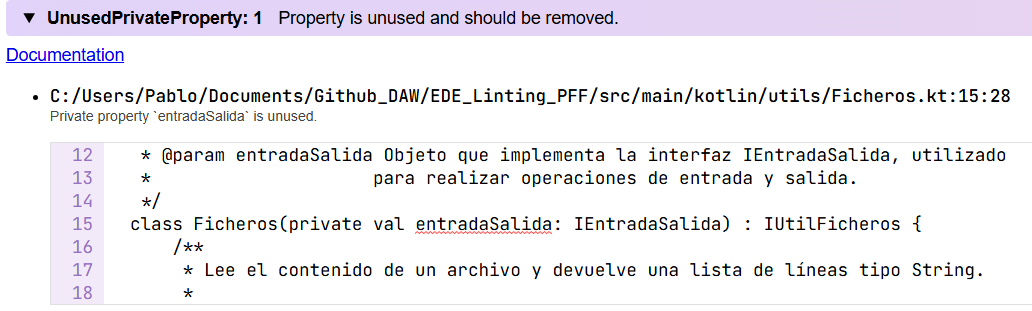 ▼ UnusedPrivateProperty: 1 Property is unused and should be removed.
Documentation
• C:/Users/Pablo/Documents/Github_DAW/EDE_Linting_PFF/src/main/kotlin/utils/Ficheros.kt:15:28
Private property `entradaSalida` is unused.
12 * @param entradaSalida Objeto que implementa la interfaz IEntradaSalida, utilizado
13 * para realizar operaciones de entrada y salida.
14 */
15 class Ficheros(private val entradaSalida: IEntradaSalida) : IUtilFicheros {
16 /**
17 * Lee el contenido de un archivo y devuelve una lista de líneas tipo String.
18 *